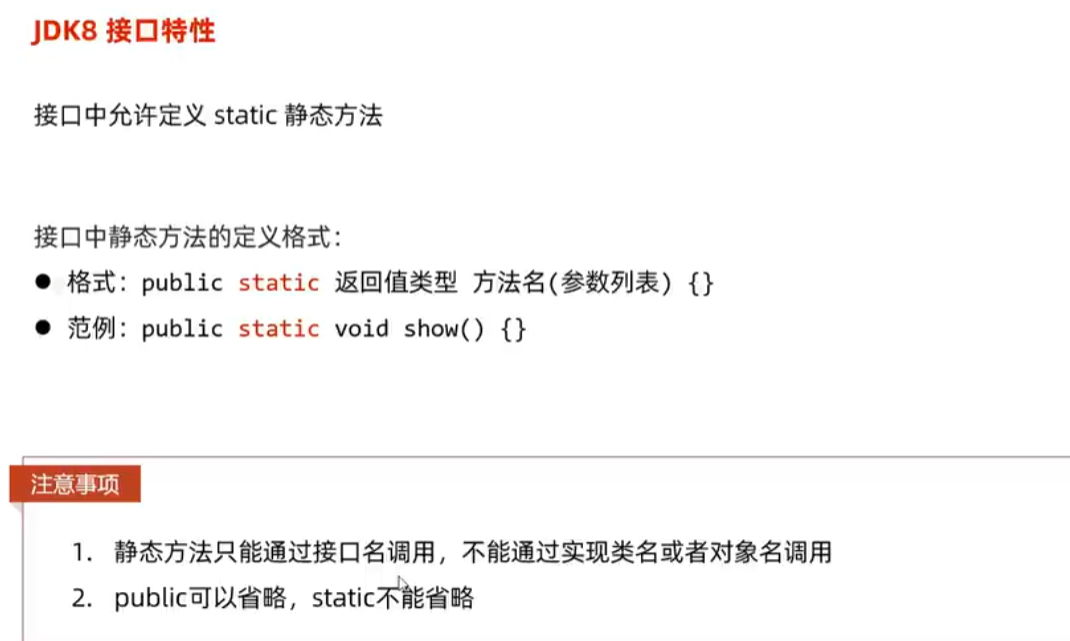 JDK8 接口特性
接口中允许定义 static 静态方法
接口中静态方法的定义格式：
● 格式：public static 返回值类型 方法名(参数列表) {}
● 范例：public static void show() {}
注意事项
1. 静态方法只能通过接口名调用，不能通过实现类名或者对象名调用
2. public可以省略，static不能省略